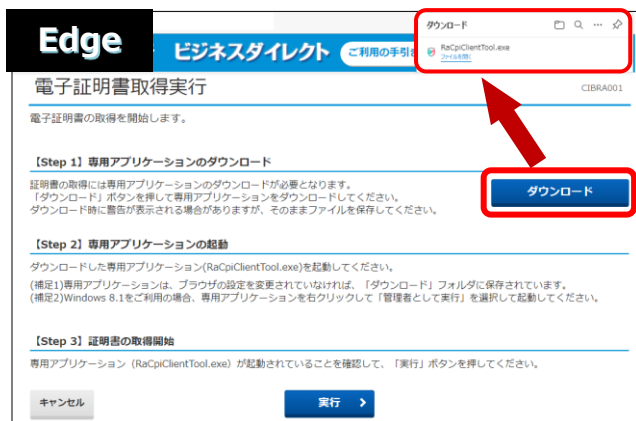 Edge
ビジネスダイレクト
ご利用の手引き
ダウンロード
RaCpiClientTool.exe
ファイルを開く
電子証明書取得実行
CIBRA001
電子証明書の取得を開始します。
【Step 1】専用アプリケーションのダウンロード
証明書の取得には専用アプリケーションのダウンロードが必要となります。
「ダウンロード」ボタンを押して専用アプリケーションをダウンロードしてください。
ダウンロード時に警告が表示される場合がありますが、そのままファイルを保存してください。
ダウンロード
【Step 2】専用アプリケーションの起動
ダウンロードした専用アプリケーション(RaCpiClientTool.exe)を起動してください。
(補足1)専用アプリケーションは、ブラウザの設定を変更されていなければ、「ダウンロード」フォルダに保存されています。
(補足2)Windows 8.1をご利用の場合、専用アプリケーションを右クリックして「管理者として実行」を選択して起動してください。
【Step 3】証明書の取得開始
専用アプリケーション（RaCpiClientTool.exe）が起動されていることを確認して、「実行」ボタンを押してください。
キャンセル
実行